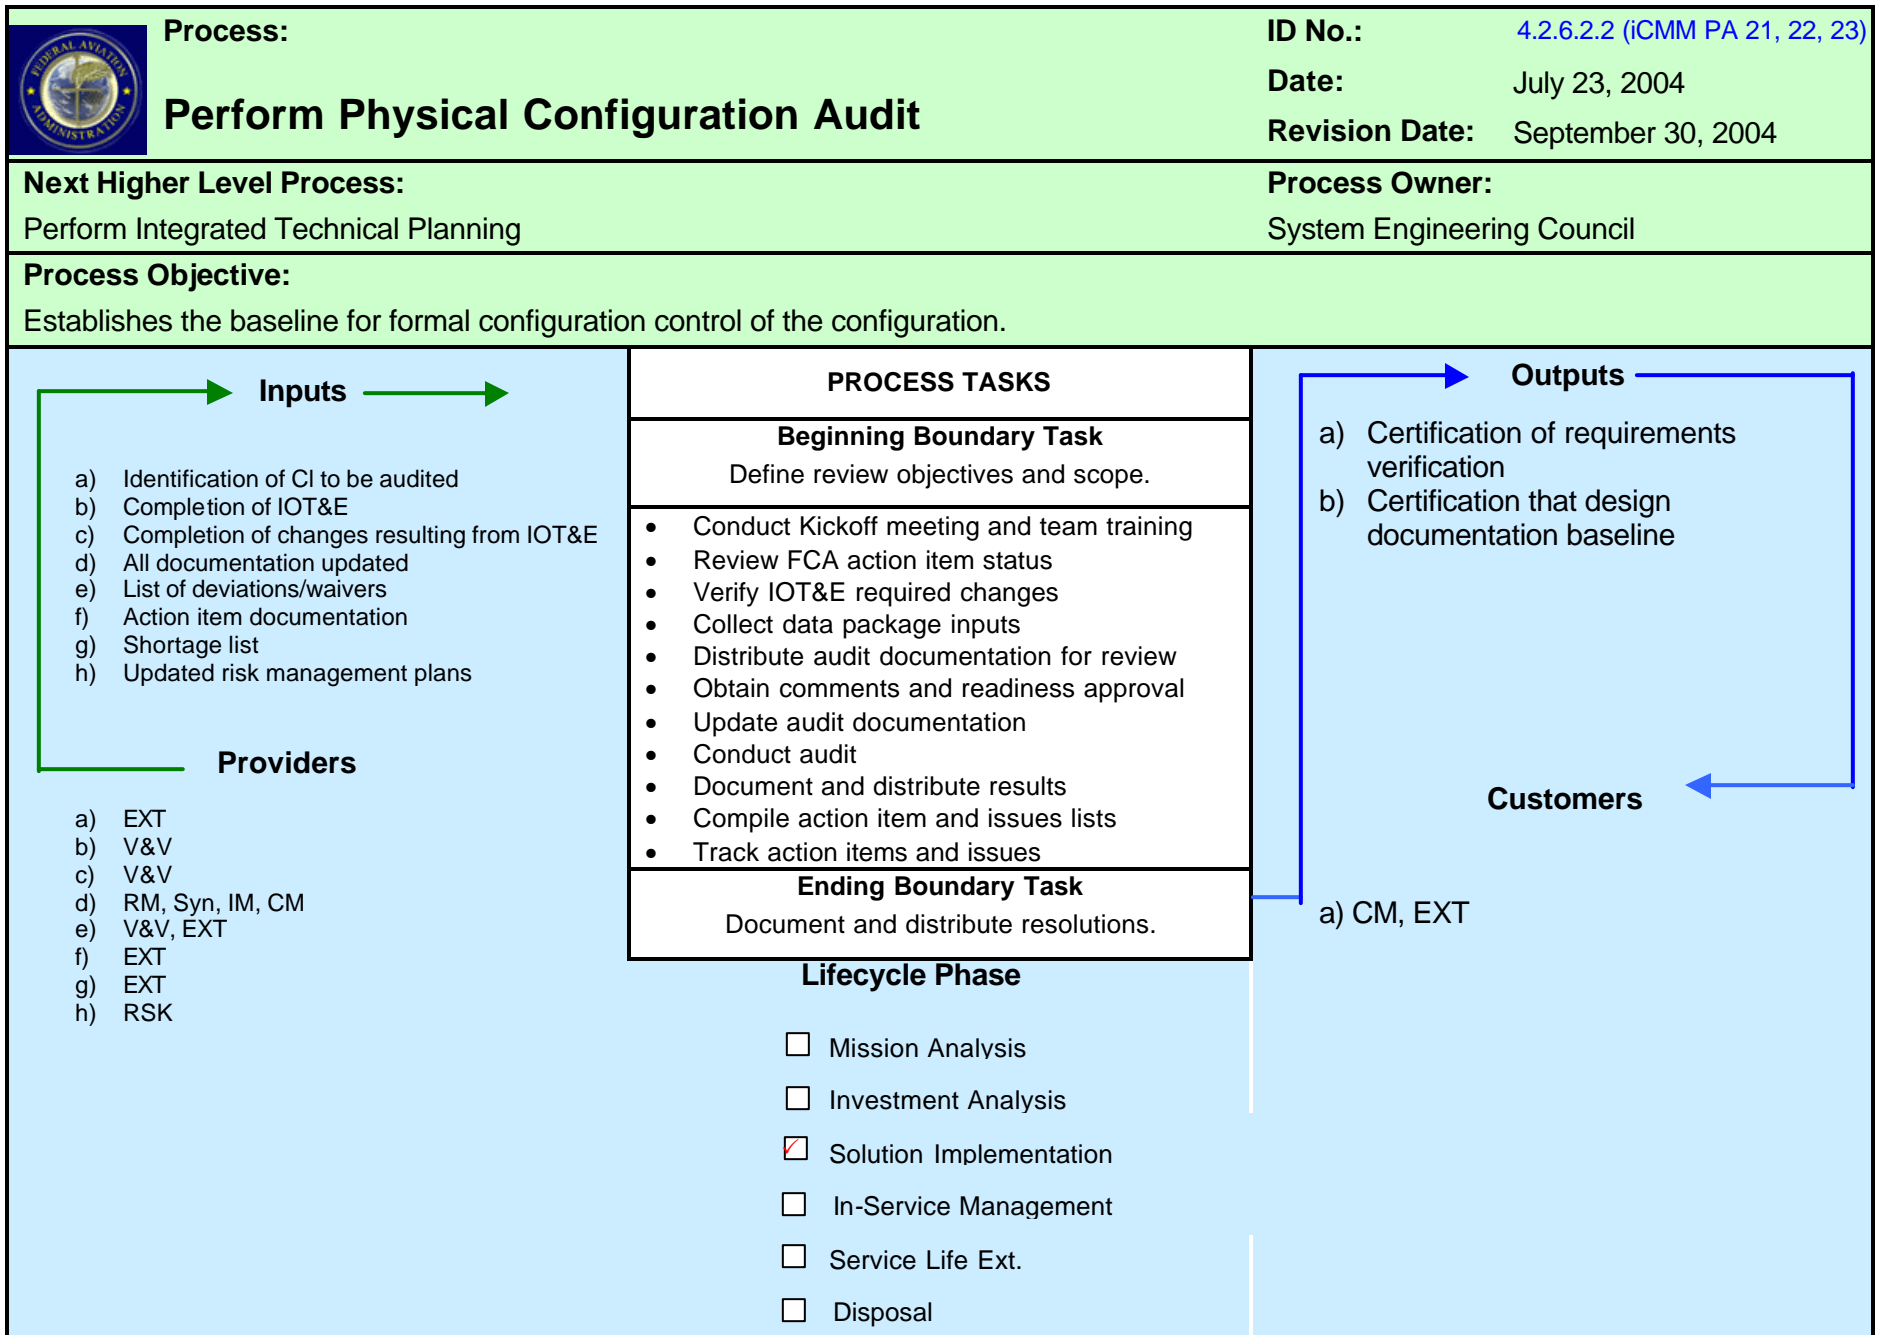 FEDERAL AVIATION
ADMINISTRATION
Process:
Perform Physical Configuration Audit
ID No.: 4.2.6.2.2 (iCMM PA 21, 22, 23)
Date: July 23, 2004
Revision Date: September 30, 2004
Next Higher Level Process:
Perform Integrated Technical Planning
Process Owner:
System Engineering Council
Process Objective:
Establishes the baseline for formal configuration control of the configuration.
Inputs
a) Identification of CI to be audited
b) Completion of IOT&E
c) Completion of changes resulting from IOT&E
d) All documentation updated
e) List of deviations/waivers
f) Action item documentation
g) Shortage list
h) Updated risk management plans
Providers
a) EXT
b) V&V
c) V&V
d) RM, Syn, IM, CM
e) V&V, EXT
f) EXT
g) EXT
h) RSK
PROCESS TASKS
Beginning Boundary Task
Define review objectives and scope.
• Conduct Kickoff meeting and team training
• Review FCA action item status
• Verify IOT&E required changes
• Collect data package inputs
• Distribute audit documentation for review
• Obtain comments and readiness approval
• Update audit documentation
• Conduct audit
• Document and distribute results
• Compile action item and issues lists
• Track action items and issues
Ending Boundary Task
Document and distribute resolutions.
Lifecycle Phase
Mission Analysis
Investment Analysis
Solution Implementation
In-Service Management
Service Life Ext.
Disposal
Outputs
a) Certification of requirements
verification
b) Certification that design
documentation baseline
Customers
a) CM, EXT